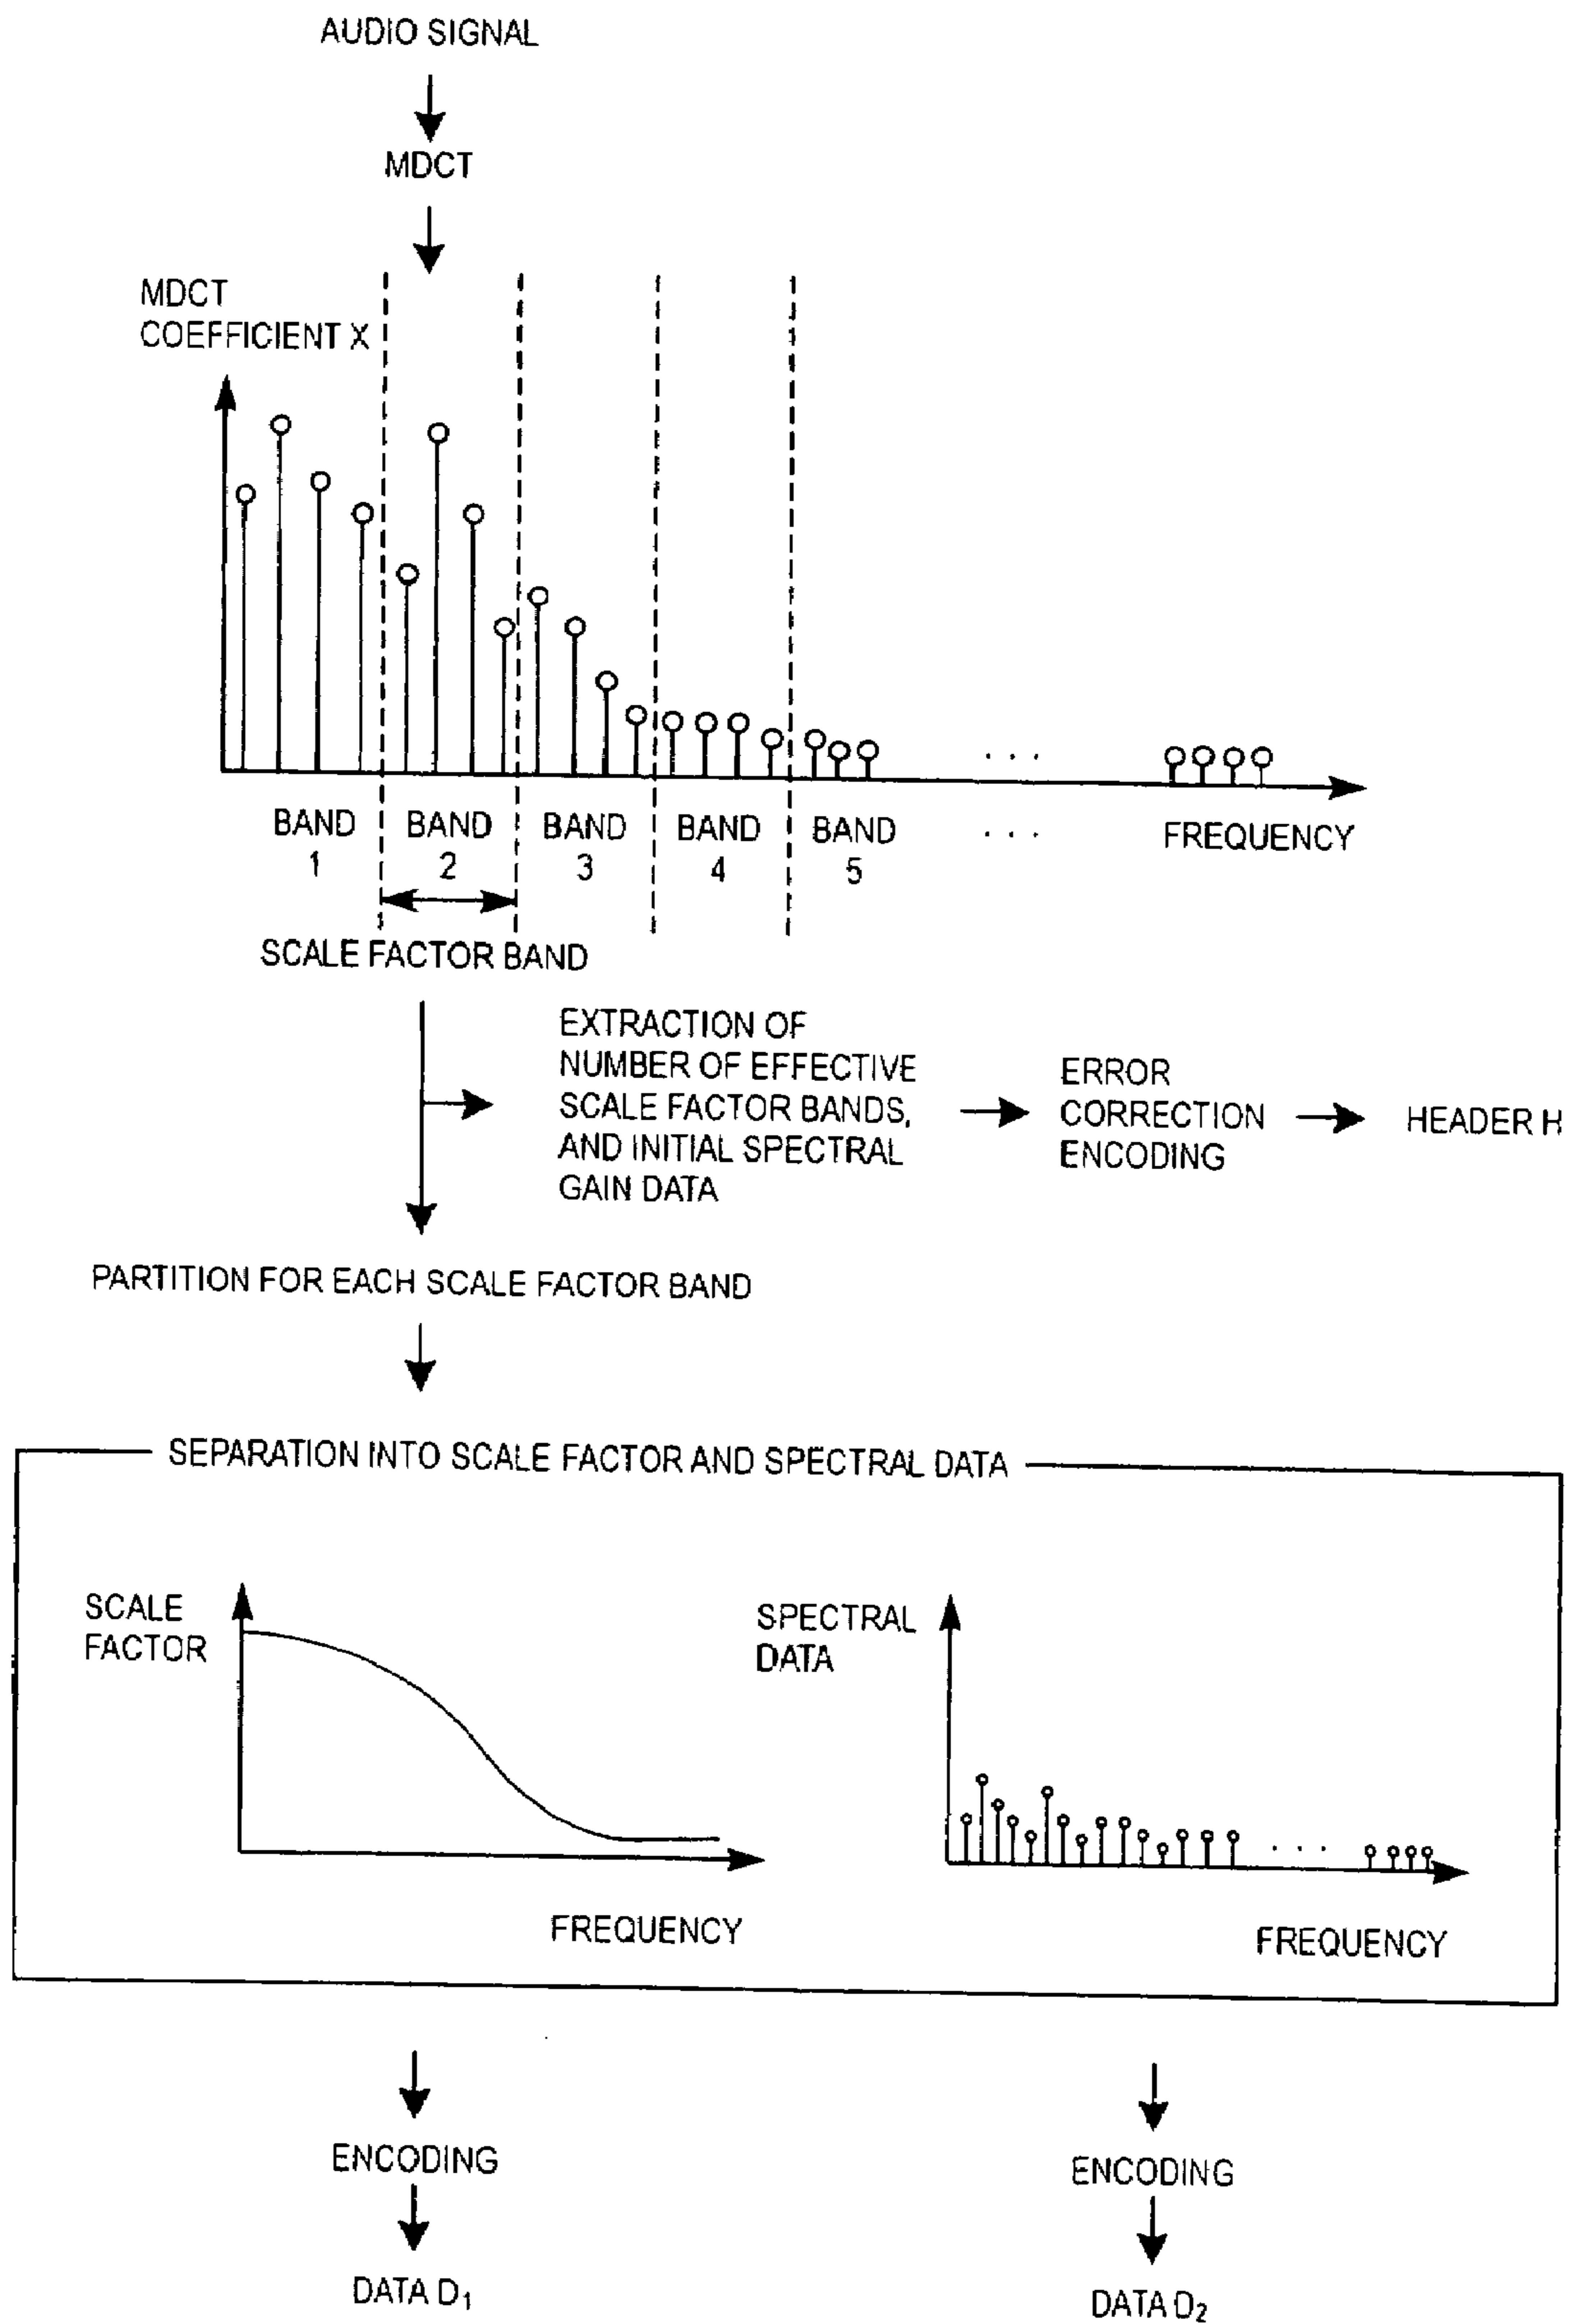 AUDIO SIGNAL
MDCT
MDCT
COEFFICIENT X
BAND
1
BAND
2
BAND
3
BAND
4
BAND
5
. . .
FREQUENCY
SCALE FACTOR BAND
EXTRACTION OF
NUMBER OF EFFECTIVE
SCALE FACTOR BANDS,
AND INITIAL SPECTRAL
GAIN DATA
ERROR
CORRECTION
ENCODING
HEADER H
PARTITION FOR EACH SCALE FACTOR BAND
SEPARATION INTO SCALE FACTOR AND SPECTRAL DATA
SCALE
FACTOR
FREQUENCY
SPECTRAL
DATA
FREQUENCY
ENCODING
DATA D₁
ENCODING
DATA D₂